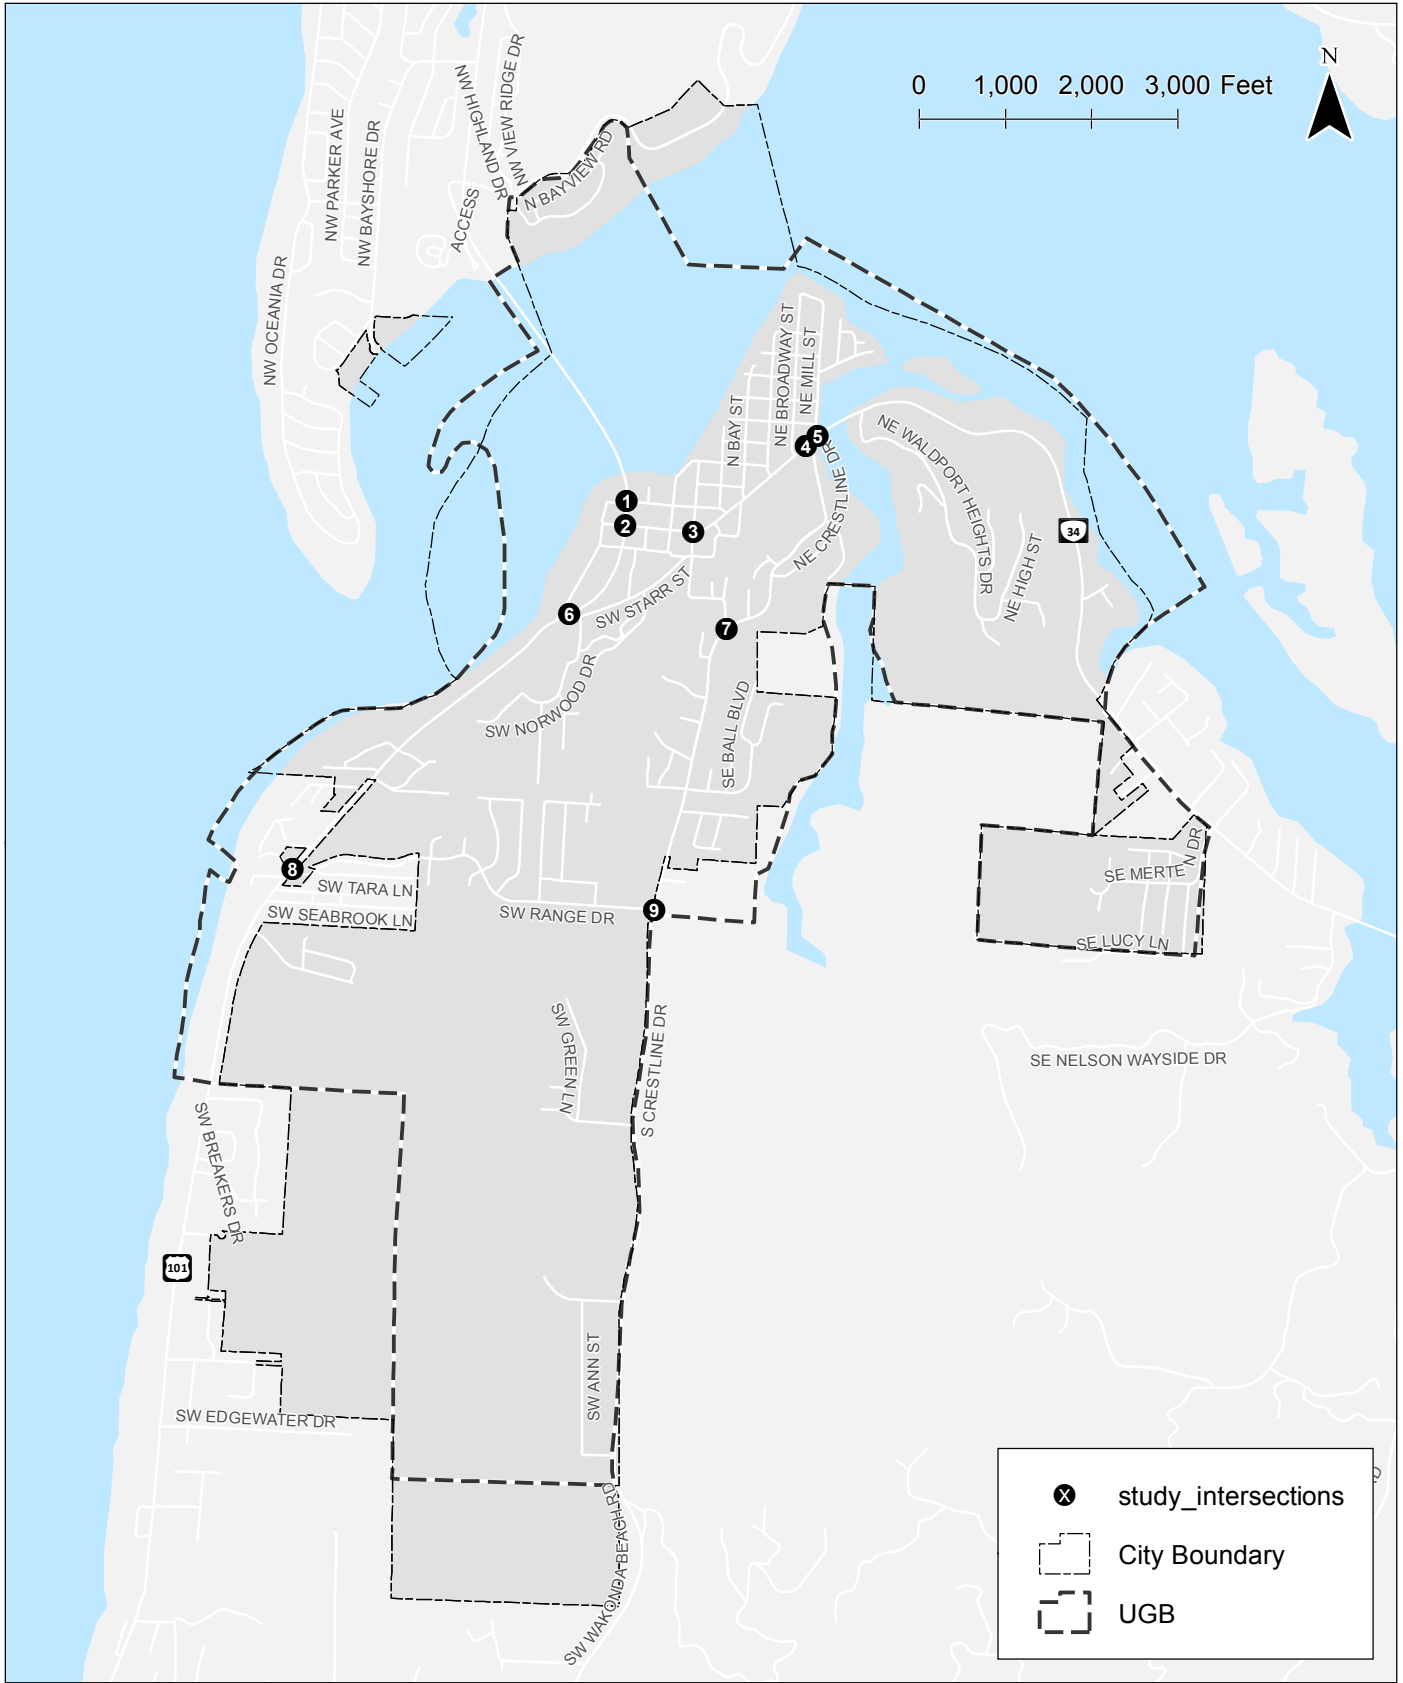 0 1,000 2,000 3,000 Feet
N
NW PARKER AVE
NW BAYSHORE DR
NW HIGHLAND DR
NW VIEW RIDGE DR
N BAYVIEW RD
ACCESS
NW OCEANIA DR
NE BROADWAY ST
NE MILL ST
N BAY ST
5
4
NE CRESTLINE DR
NE WALDPORT HEIGHTS DR
NE HIGH ST
34
1
2
3
SW STARR ST
6
7
SW NORWOOD DR
SE BALL BLVD
8
SW TARA LN
SW SEABROOK LN
SW RANGE DR
9
SE MERTEN DR
SE LUCY LN
SW GREEN LN
S CRESTLINE DR
SE NELSON WAYSIDE DR
SW BREAKERS DR
101
SW ANN ST
SW EDGEWATER DR
SW WAKONDA BEACH RD
X study_intersections
City Boundary
UGB